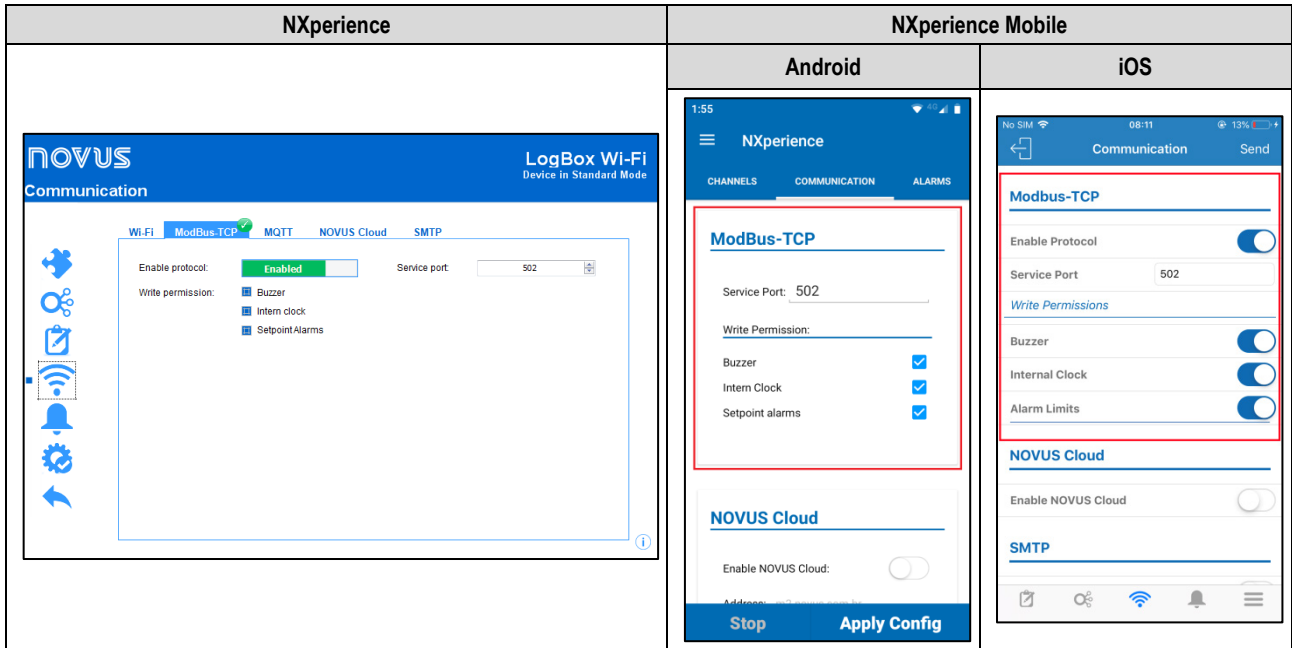 NXperience
NXperience Mobile
Android
iOS
NOVUS
LogBox Wi-Fi
Device in Standard Mode
Communication
Wi-Fi ModBus-TCP MQTT NOVUS Cloud SMTP
Enable protocol: Enabled Service port: 502
Write permission: Buzzer
Intern clock
Setpoint Alarms
1:55 4G
NXperience
CHANNELS COMMUNICATION ALARMS
ModBus-TCP
Service Port: 502
Write Permission:
Buzzer
Intern Clock
Setpoint alarms
NOVUS Cloud
Enable NOVUS Cloud:
Stop Apply Config
No SIM 08:11 13%
Communication Send
Modbus-TCP
Enable Protocol
Service Port 502
Write Permissions
Buzzer
Internal Clock
Alarm Limits
NOVUS Cloud
Enable NOVUS Cloud
SMTP